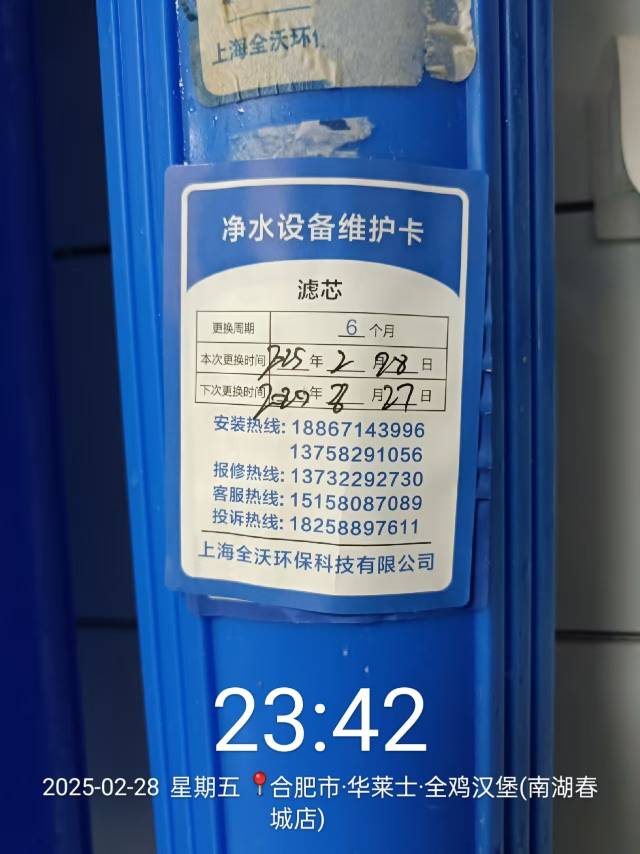 上海全沃环
净水设备维护卡
滤芯
更换周期 6 个月
本次更换时间 2025 年 2 月 28 日
下次更换时间 2025 年 8 月 27 日
安装热线: 18867143996
13758291056
报修热线: 13732292730
客服热线: 15158087089
投诉热线: 18258897611
上海全沃环保科技有限公司
23:42
2025-02-28 星期五 📍合肥市·华莱士·全鸡汉堡(南湖春
城店)